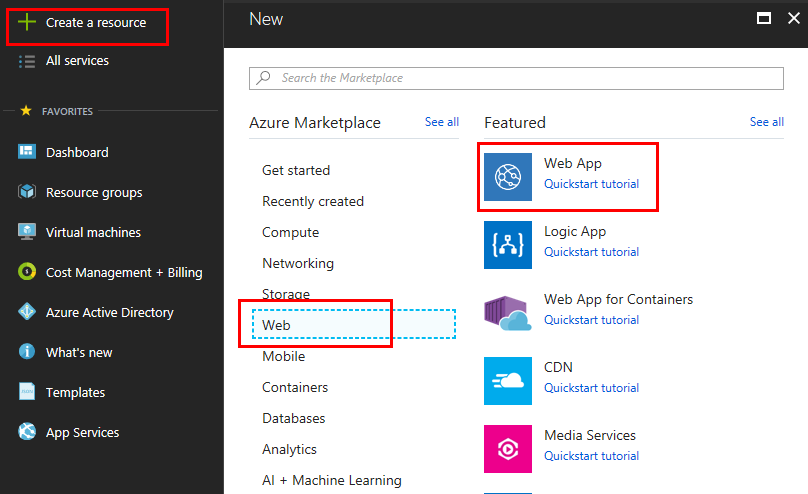 Create a resource
All services
FAVORITES
Dashboard
Resource groups
Virtual machines
Cost Management + Billing
Azure Active Directory
What's new
Templates
App Services
New
Search the Marketplace
Azure Marketplace
See all
Get started
Recently created
Compute
Networking
Storage
Web
Mobile
Containers
Databases
Analytics
AI + Machine Learning
Featured
See all
Web App
Quickstart tutorial
Logic App
Quickstart tutorial
Web App for Containers
Quickstart tutorial
CDN
Quickstart tutorial
Media Services
Quickstart tutorial